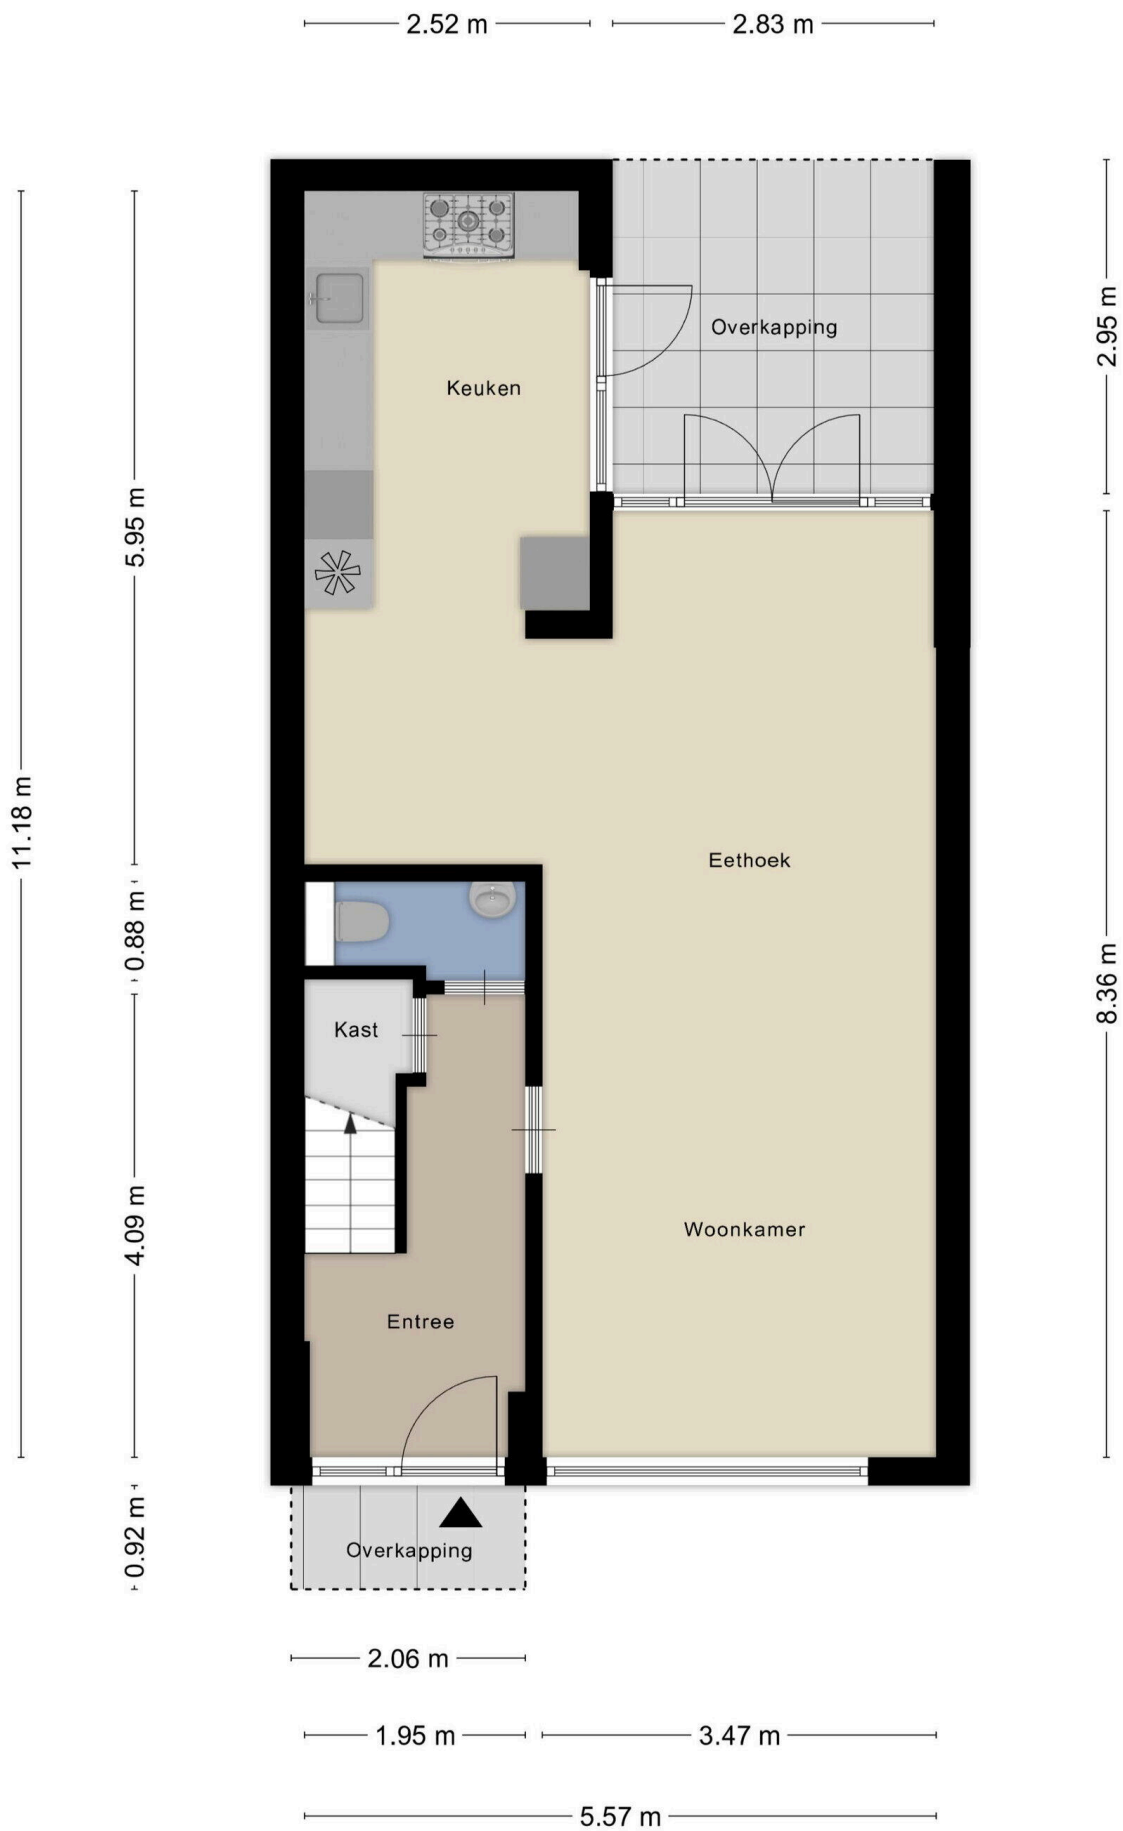 2.52 m
2.83 m
Overkapping
2.95 m
Keuken
5.95 m
11.18 m
Eethoek
0.88 m
8.36 m
Kast
4.09 m
Woonkamer
Entree
0.92 m
Overkapping
2.06 m
1.95 m
3.47 m
5.57 m